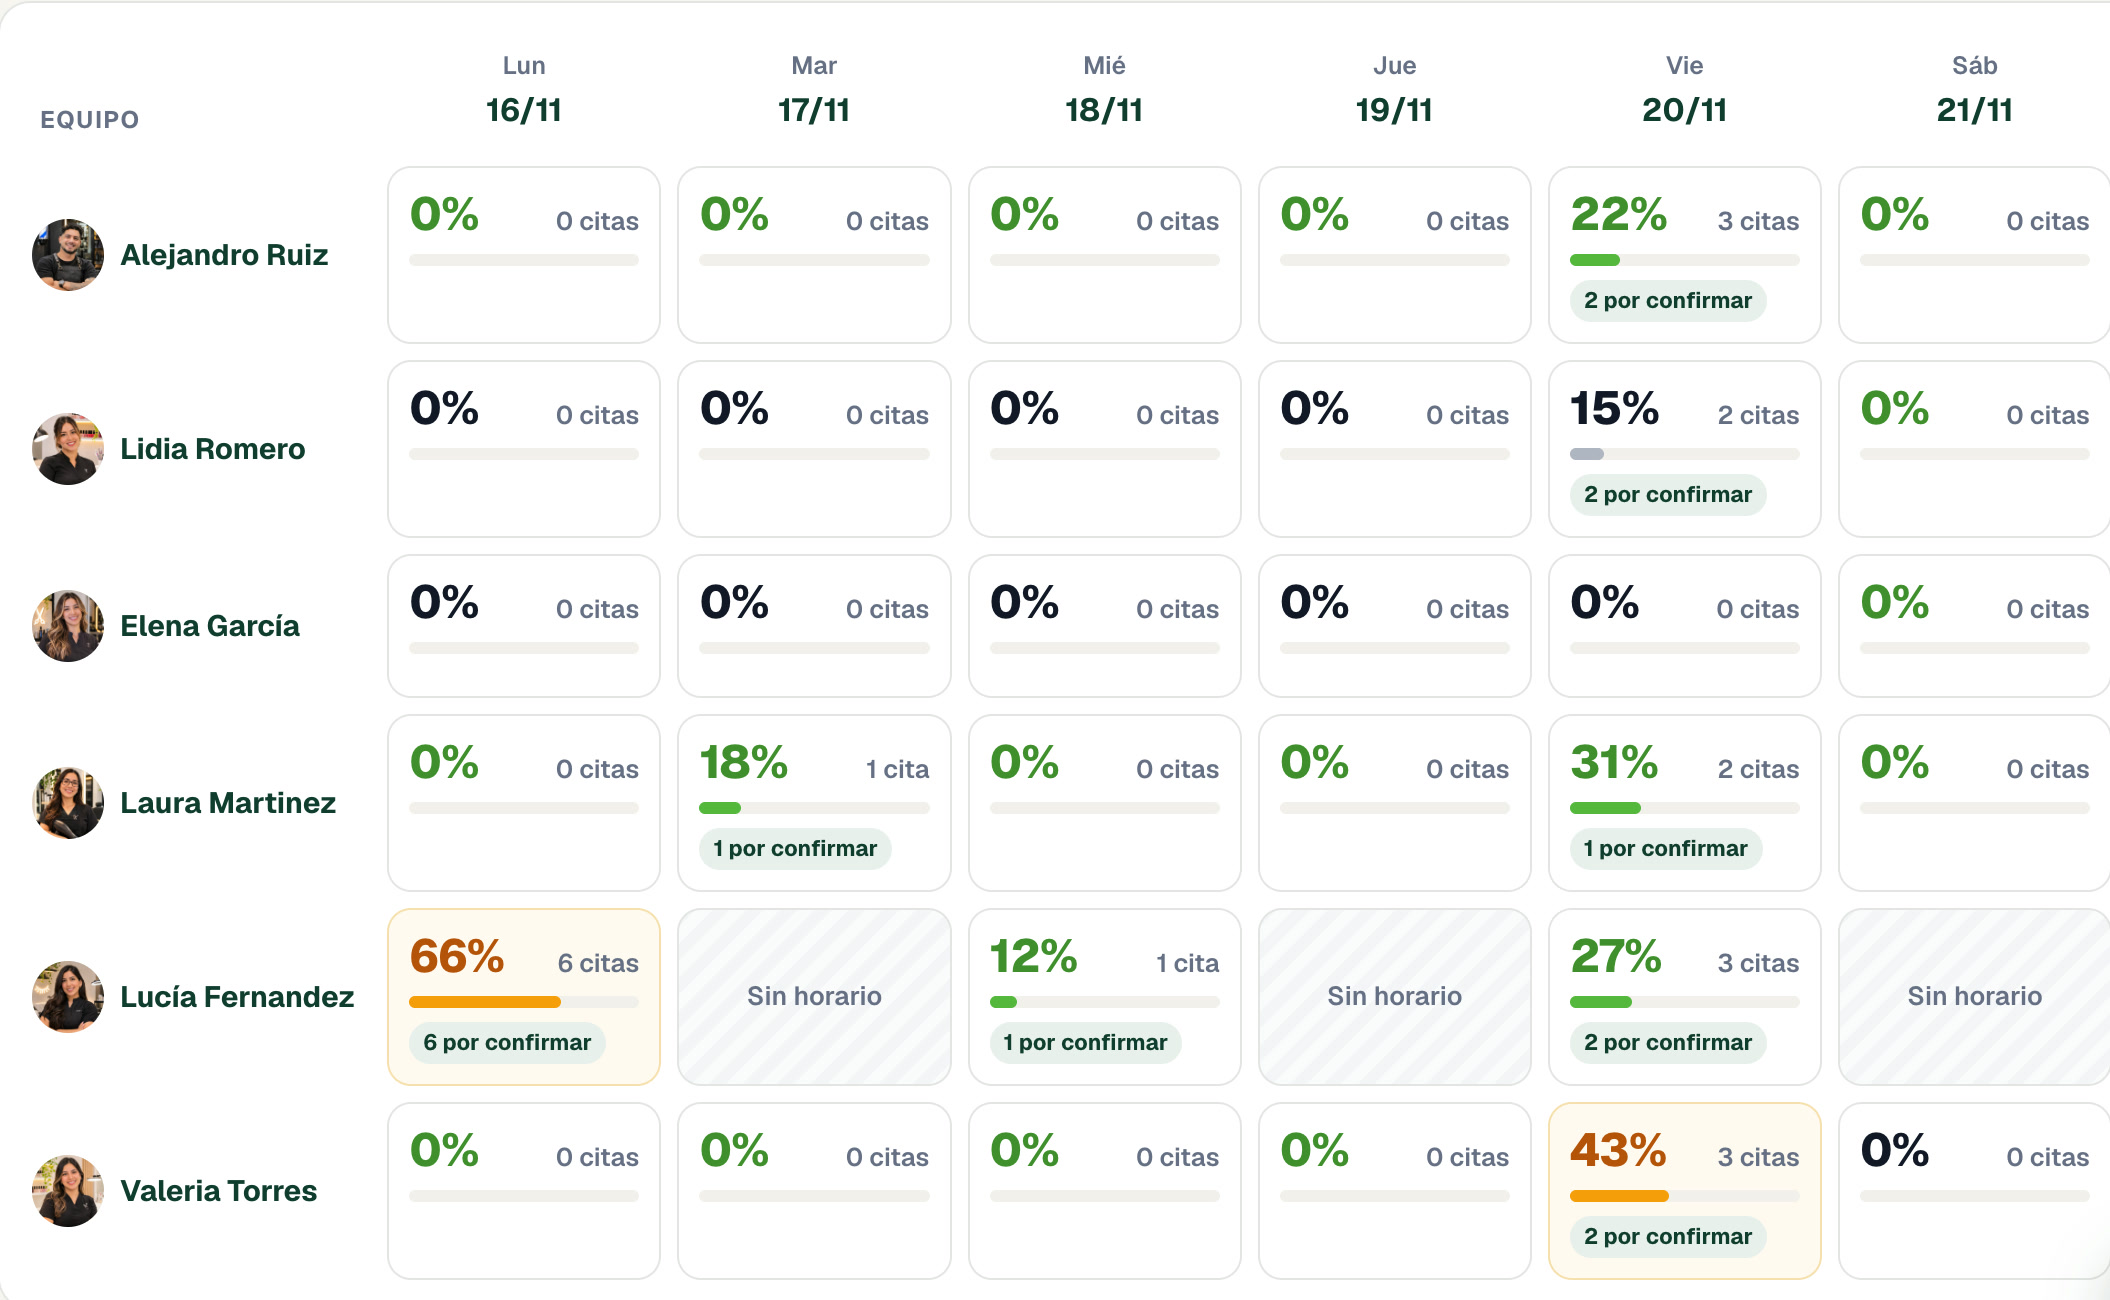 Lun Mar Mié Jue Vie Sáb
EQUIPO 16/11 17/11 18/11 19/11 20/11 21/11
0% 0 citas 0% 0 citas 0% 0 citas 0% 0 citas 22% 3 citas 0% 0 citas
Alejandro Ruiz
2 por confirmar
0% 0 citas 0% 0 citas 0% 0 citas 0% 0 citas 15% 2 citas 0% 0 citas
Lidia Romero
2 por confirmar
0% 0 citas 0% 0 citas 0% 0 citas 0% 0 citas 0% 0 citas 0% 0 citas
Elena García
0% 0 citas 18% 1 cita 0% 0 citas 0% 0 citas 31% 2 citas 0% 0 citas
Laura Martinez
1 por confirmar 1 por confirmar
66% 6 citas 12% 1 cita 27% 3 citas
Lucía Fernandez Sin horario Sin horario Sin horario
6 por confirmar 1 por confirmar 2 por confirmar
0% 0 citas 0% 0 citas 0% 0 citas 0% 0 citas 43% 3 citas 0% 0 citas
Valeria Torres
2 por confirmar